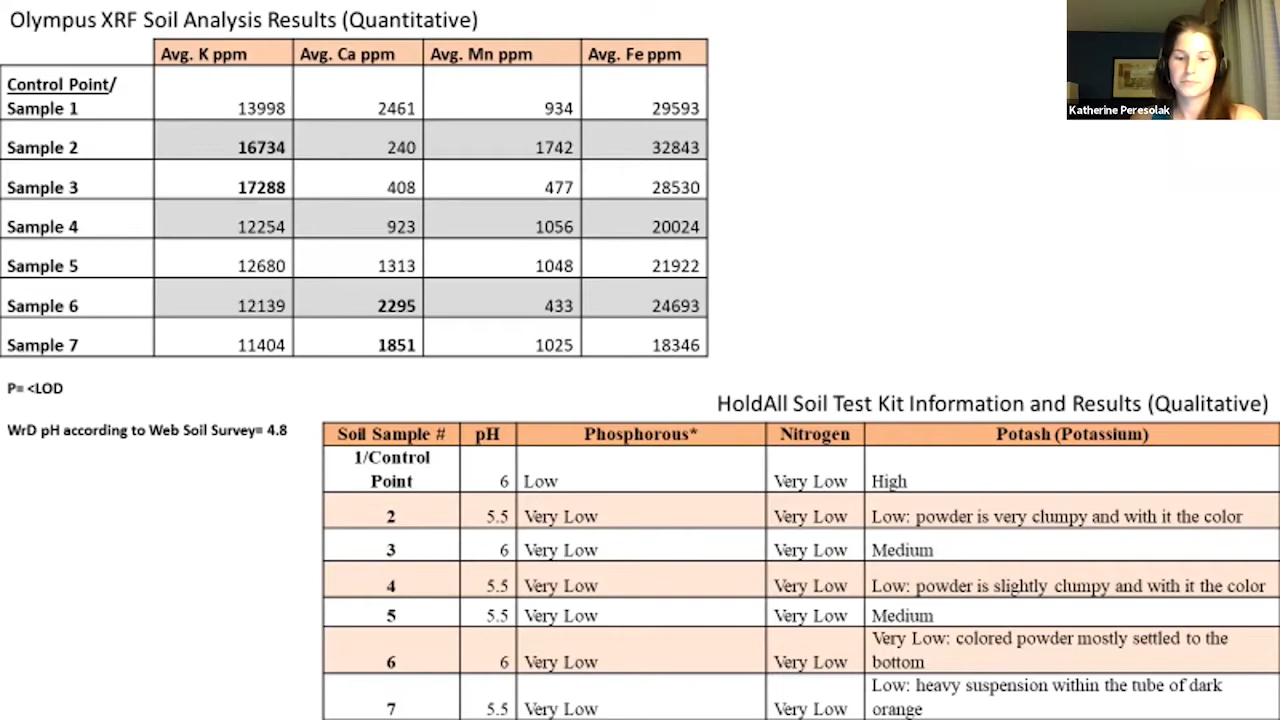 Olympus XRF Soil Analysis Results (Quantitative)
Katherine Peresolak
Avg. K ppm Avg. Ca ppm Avg. Mn ppm Avg. Fe ppm
Control Point/
Sample 1 13998 2461 934 29593
Sample 2 16734 240 1742 32843
Sample 3 17288 408 477 28530
Sample 4 12254 923 1056 20024
Sample 5 12680 1313 1048 21922
Sample 6 12139 2295 433 24693
Sample 7 11404 1851 1025 18346
P= <LOD
WrD pH according to Web Soil Survey= 4.8
HoldAll Soil Test Kit Information and Results (Qualitative)
Soil Sample # pH Phosphorous* Nitrogen Potash (Potassium)
1/Control
Point 6 Low Very Low High
2 5.5 Very Low Very Low Low: powder is very clumpy and with it the color
3 6 Very Low Very Low Medium
4 5.5 Very Low Very Low Low: powder is slightly clumpy and with it the color
5 5.5 Very Low Very Low Medium
Very Low: colored powder mostly settled to the
6 6 Very Low Very Low bottom
Low: heavy suspension within the tube of dark
7 5.5 Very Low Very Low orange